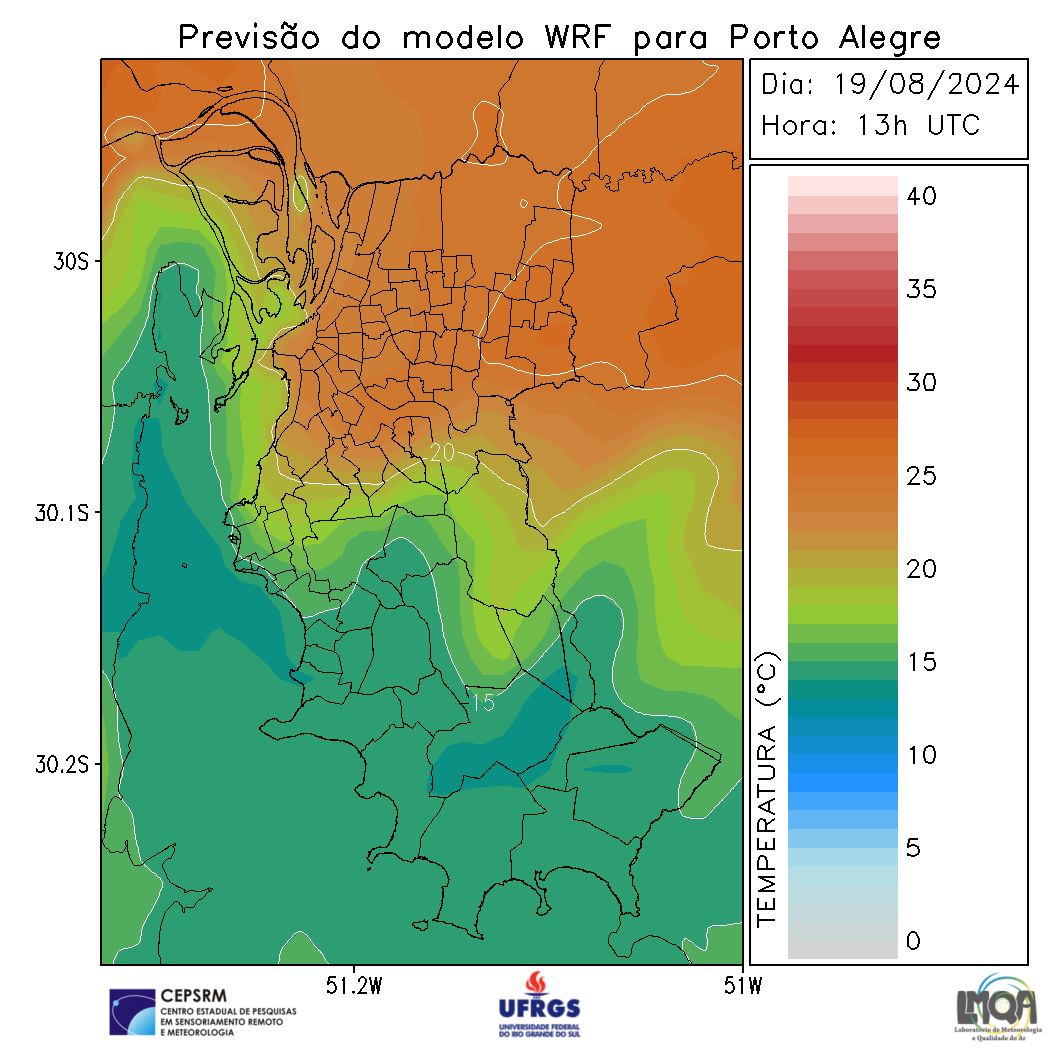 Previsão do modelo WRF para Porto Alegre
Dia: 19/08/2024
Hora: 13h UTC
40
35
30
25
20
15
10
5
0
TEMPERATURA (°C)
30S
30.1S
30.2S
20
15
51.2W
51W
CEPSRM
CENTRO ESTADUAL DE PESQUISAS
EM SENSORIAMENTO REMOTO
E METEOROLOGIA
UFRGS
UNIVERSIDADE FEDERAL
DO RIO GRANDE DO SUL
LMQA
Laboratório de Meteorologia
e Qualidade do Ar